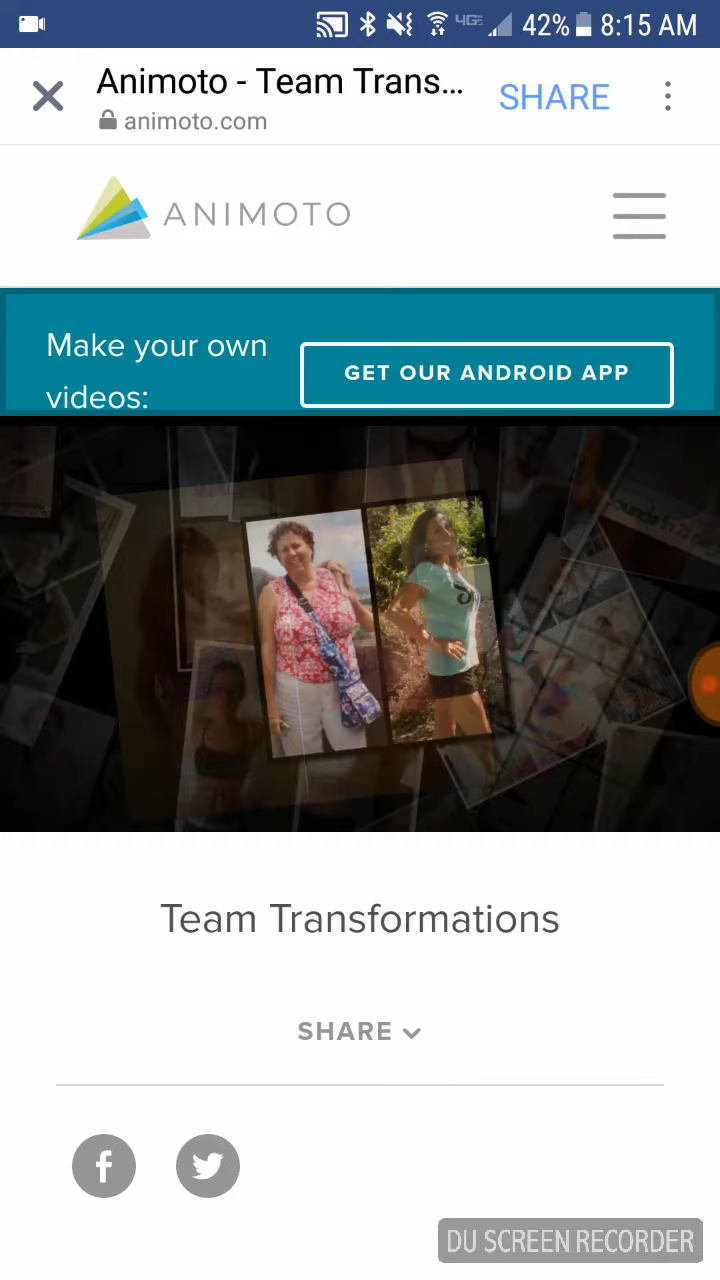 4G 42% 8:15 AM
Animoto - Team Trans...
SHARE
animoto.com
ANIMOTO
Make your own
videos:
GET OUR ANDROID APP
Team Transformations
SHARE
DU SCREEN RECORDER